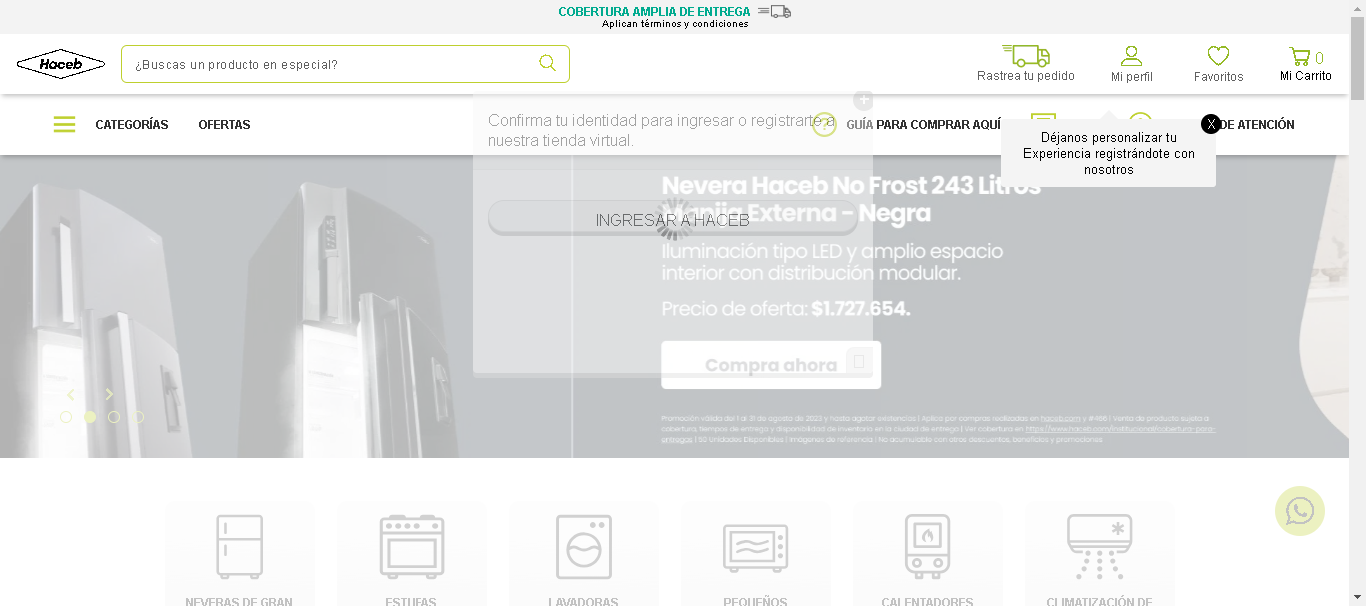 COBERTURA AMPLIA DE ENTREGA
Aplican términos y condiciones
Haceb
¿Buscas un producto en especial?
Rastrea tu pedido
Mi perfil
Favoritos
0
Mi Carrito
CATEGORÍAS
OFERTAS
?
GUÍA PARA COMPRAR AQUÍ
DE ATENCIÓN
X
Déjanos personalizar tu
Experiencia registrándote con
nosotros
Confirma tu identidad para ingresar o registrarte a
nuestra tienda virtual.
INGRESAR A HACEB
Nevera Haceb No Frost 243 Litros
Manija Externa - Negra
Iluminación tipo LED y amplio espacio
interior con distribución modular.
Precio de oferta: $1.727.654.
Compra ahora
Promoción válida del 1 al 31 de agosto de 2023 y hasta agotar existencias | Aplica por compras realizadas en haceb.com y #466 | Venta de producto sujeta a
cobertura, tiempos de entrega y disponibilidad de inventario en la ciudad de entrega | Ver cobertura en https://www.haceb.com/institucional/cobertura-para-
entregas | 50 Unidades Disponibles | Imágenes de referencia | No acumulable con otros descuentos, beneficios y promociones
NEVERAS DE GRAN
ESTUFAS
LAVADORAS
PEQUEÑOS
CALENTADORES
CLIMATIZACIÓN DE